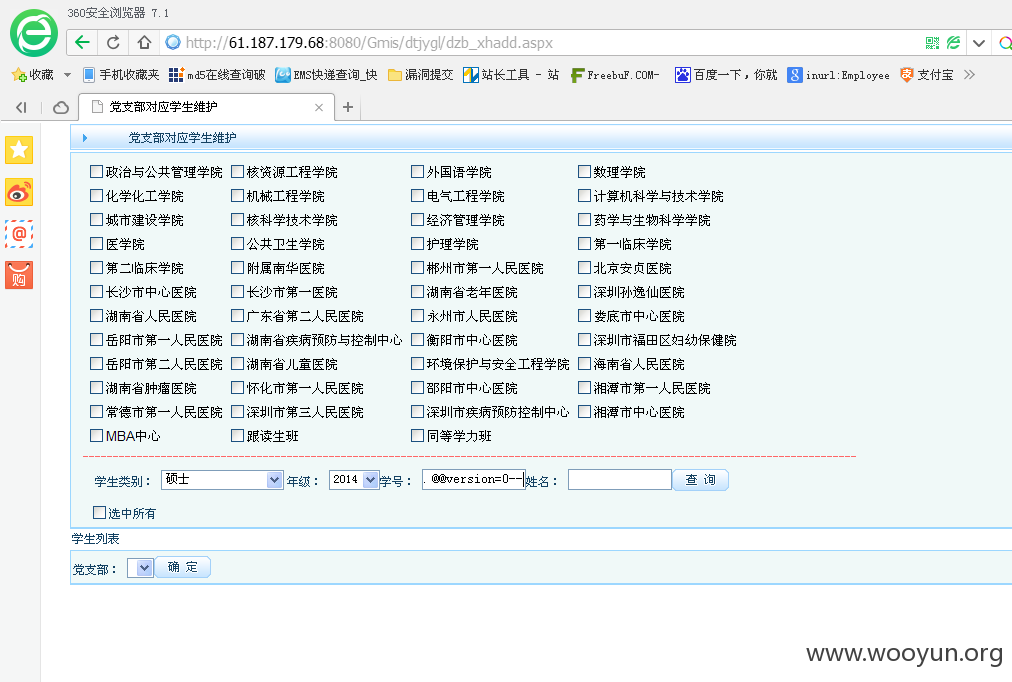 360安全浏览器 7.1
http://61.187.179.68:8080/Gmis/dtjygl/dzb_xhadd.aspx
收藏 手机收藏夹 md5在线查询破 EMS快递查询_快 漏洞提交 站长工具 - 站 FreebuF.COM- 百度一下，你就 inurl:Employee 支付宝
党支部对应学生维护
党支部对应学生维护
政治与公共管理学院 核资源工程学院 外国语学院 数理学院
化学化工学院 机械工程学院 电气工程学院 计算机科学与技术学院
城市建设学院 核科学技术学院 经济管理学院 药学与生物科学学院
医学院 公共卫生学院 护理学院 第一临床学院
第二临床学院 附属南华医院 郴州市第一人民医院 北京安贞医院
长沙市中心医院 长沙市第一医院 湖南省老年医院 深圳孙逸仙医院
湖南省人民医院 广东省第二人民医院 永州市人民医院 娄底市中心医院
岳阳市第一人民医院 湖南省疾病预防与控制中心 衡阳市中心医院 深圳市福田区妇幼保健院
岳阳市第二人民医院 湖南省儿童医院 环境保护与安全工程学院 海南省人民医院
湖南省肿瘤医院 怀化市第一人民医院 邵阳市中心医院 湘潭市第一人民医院
常德市第一人民医院 深圳市第三人民医院 深圳市疾病预防控制中心 湘潭市中心医院
MBA中心 跟读生班 同等学力班
学生类别： 硕士 年级： 2014 学号： . @@version=0-- 姓名： 查 询
选中所有
学生列表
党支部： 确 定
@
购
www.wooyun.org